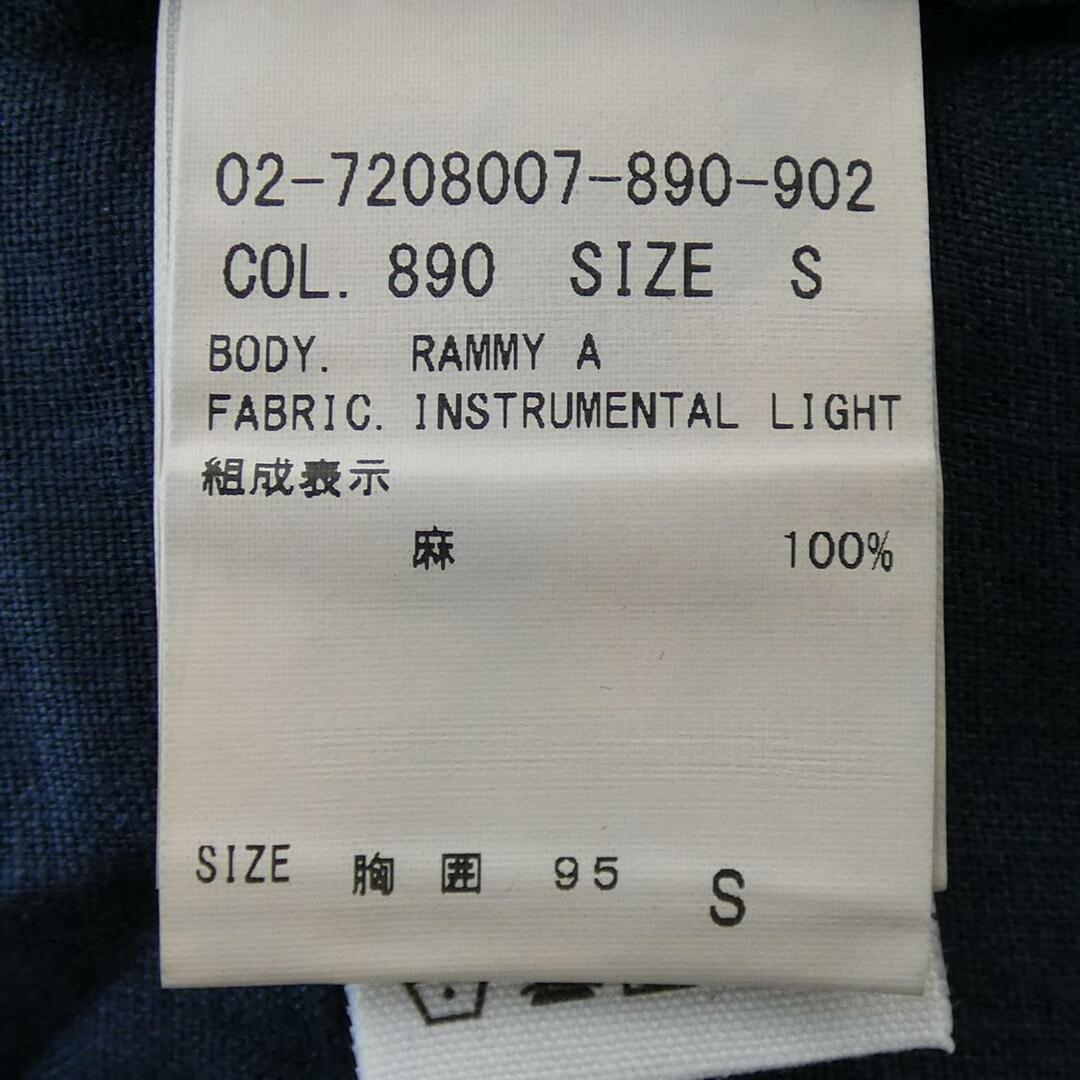 02-7208007-890-902
COL. 890 SIZE S
BODY. RAMMY A
FABRIC. INSTRUMENTAL LIGHT
組成表示
麻 100%
SIZE 胸囲 95 S